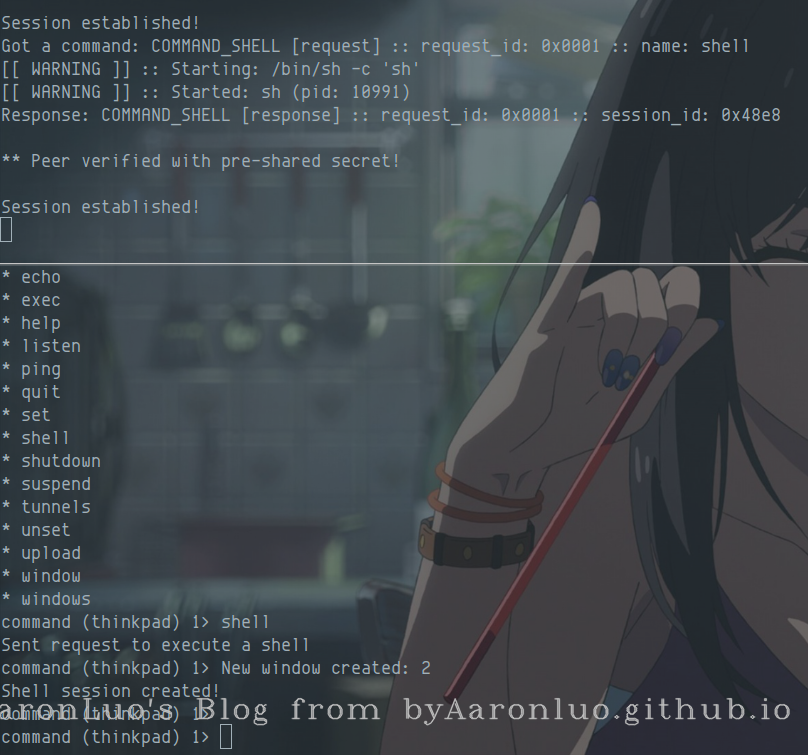 Session established!
Got a command: COMMAND_SHELL [request] :: request_id: 0x0001 :: name: shell
[[ WARNING ]] :: Starting: /bin/sh -c 'sh'
[[ WARNING ]] :: Started: sh (pid: 10991)
Response: COMMAND_SHELL [response] :: request_id: 0x0001 :: session_id: 0x48e8
** Peer verified with pre-shared secret!
Session established!
* echo
* exec
* help
* listen
* ping
* quit
* set
* shell
* shutdown
* suspend
* tunnels
* unset
* upload
* window
* windows
command (thinkpad) 1> shell
Sent request to execute a shell
command (thinkpad) 1> New window created: 2
Shell session created!
command (thinkpad) 1>
aaronluo's Blog from byAaronluo.github.io
command (thinkpad) 1>